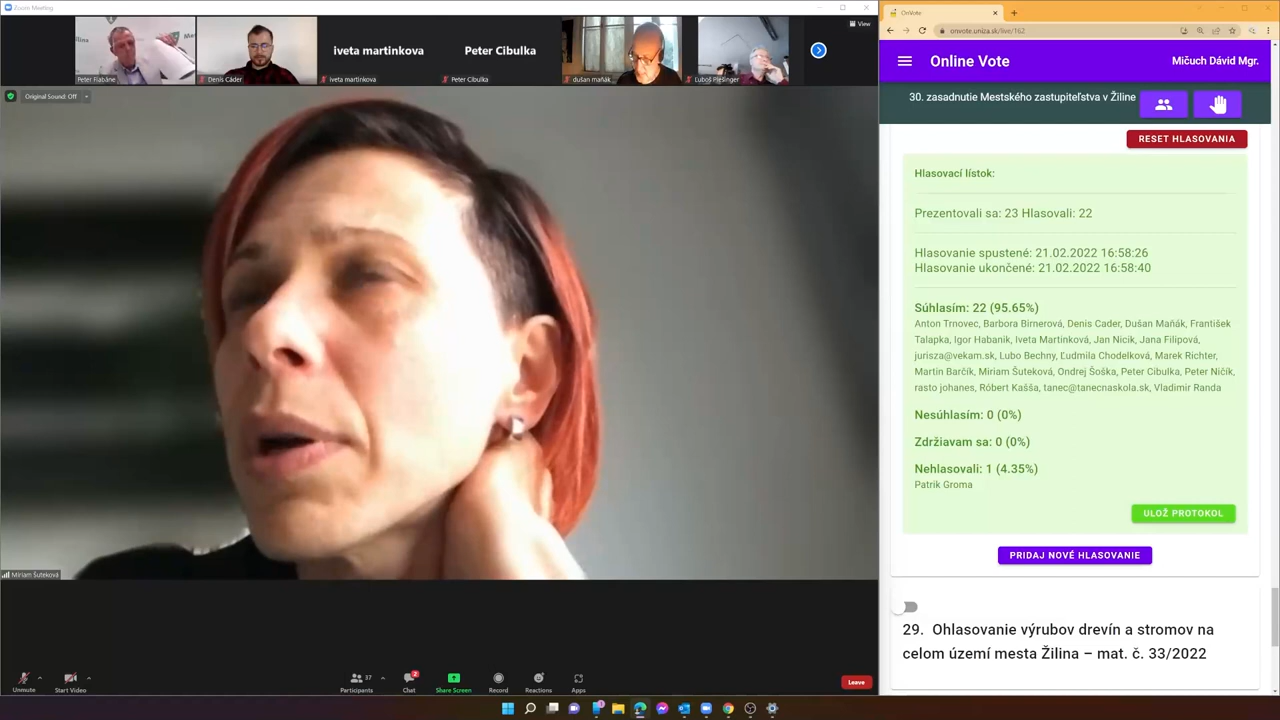 Zoom Meeting
View
Peter Fiabáne
Denis Cáder
iveta martinkova
iveta martinkova
Peter Cibulka
Peter Cibulka
dušan maňák
Ľuboš Plešinger
Original Sound: Off
Miriam Šuteková
Unmute
Start Video
37
Participants
2
Chat
Share Screen
Record
Reactions
Apps
Leave
OnVote
onvote.uniza.sk/live/162
Online Vote
Mičuch Dávid Mgr.
30. zasadnutie Mestského zastupiteľstva v Žiline
RESET HLASOVANIA
Hlasovací lístok:
Prezentovali sa: 23 Hlasovali: 22
Hlasovanie spustené: 21.02.2022 16:58:26
Hlasovanie ukončené: 21.02.2022 16:58:40
Súhlasím: 22 (95.65%)
Anton Trnovec, Barbora Birnerová, Denis Cader, Dušan Maňák, František
Talapka, Igor Habaník, Iveta Martinková, Jan Nicik, Jana Filipová,
jurisza@vekam.sk, Lubo Bechny, Ľudmila Chodelková, Marek Richter,
Martin Barčík, Miriam Šuteková, Ondrej Šoška, Peter Cibulka, Peter Ničík,
rasto johanes, Róbert Kašša, tanec@tanecnaskola.sk, Vladimir Randa
Nesúhlasím: 0 (0%)
Zdržiavam sa: 0 (0%)
Nehlasovali: 1 (4.35%)
Patrik Groma
ULOŽ PROTOKOL
PRIDAJ NOVÉ HLASOVANIE
29. Ohlasovanie výrubov drevín a stromov na
celom území mesta Žilina – mat. č. 33/2022